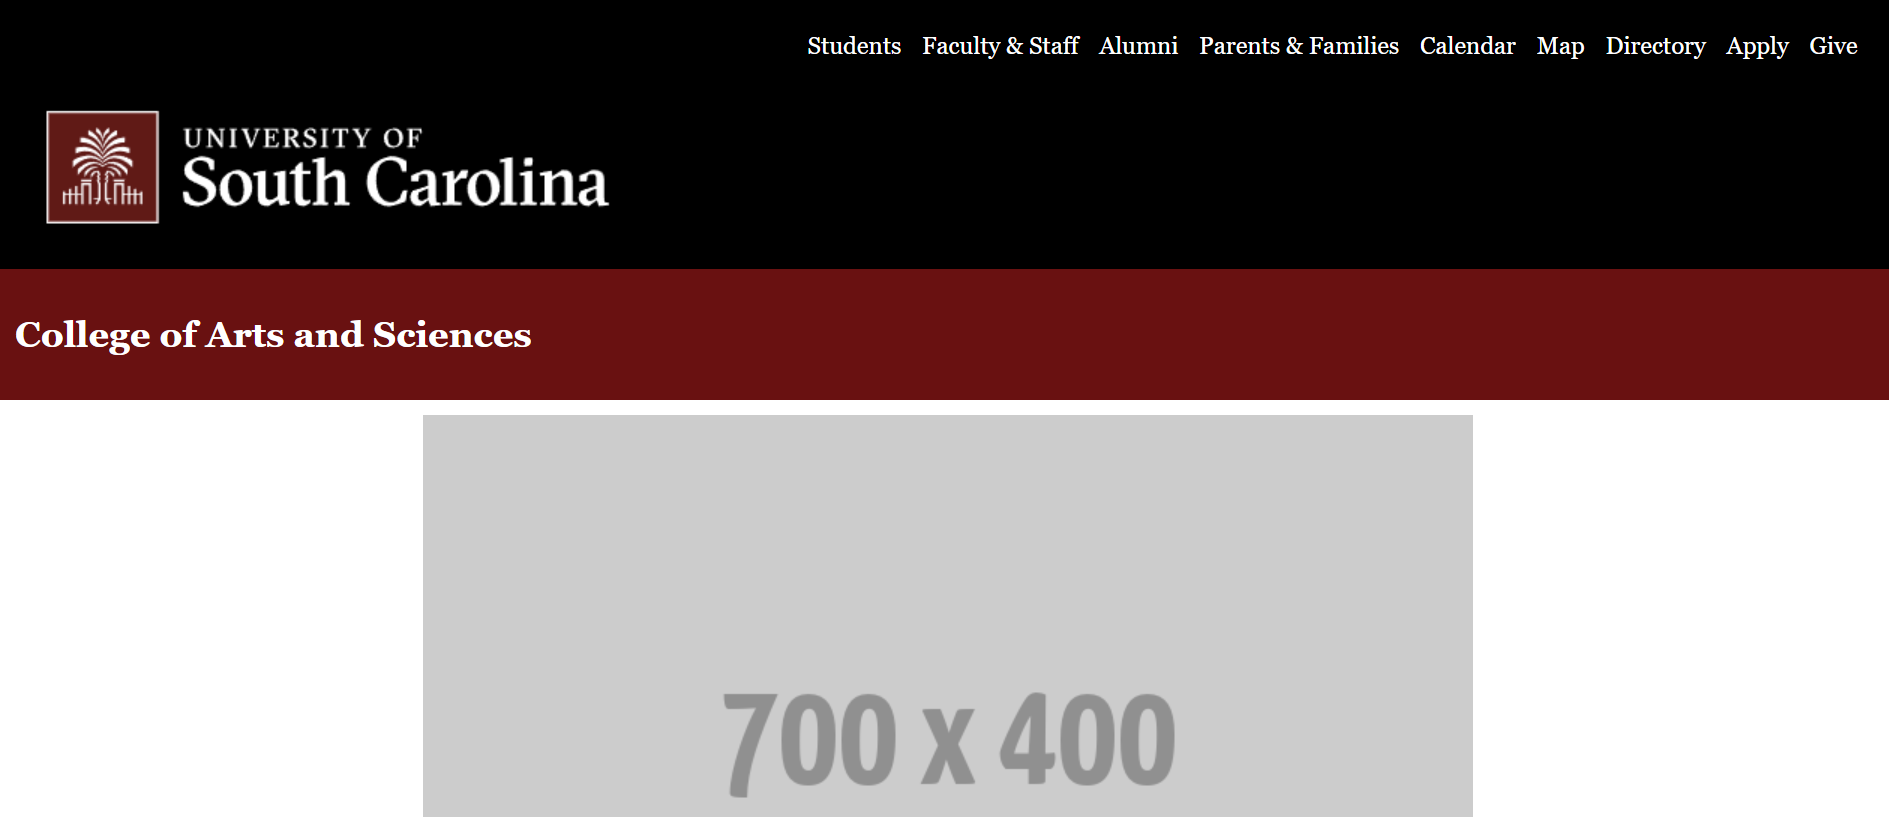 Students Faculty & Staff Alumni Parents & Families Calendar Map Directory Apply Give
UNIVERSITY OF
South Carolina
College of Arts and Sciences
700 x 400